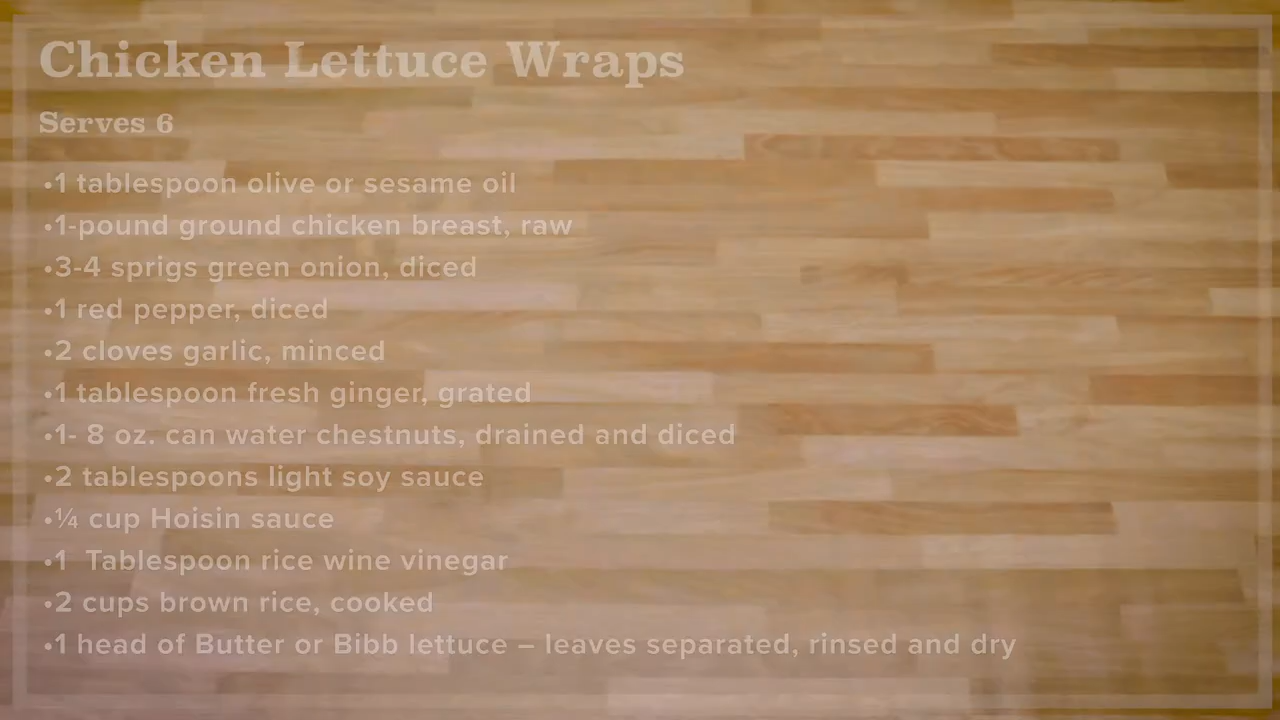 Chicken Lettuce Wraps
Serves 6
•1 tablespoon olive or sesame oil
•1-pound ground chicken breast, raw
•3-4 sprigs green onion, diced
•1 red pepper, diced
•2 cloves garlic, minced
•1 tablespoon fresh ginger, grated
•1- 8 oz. can water chestnuts, drained and diced
•2 tablespoons light soy sauce
•¼ cup Hoisin sauce
•1  Tablespoon rice wine vinegar
•2 cups brown rice, cooked
•1 head of Butter or Bibb lettuce – leaves separated, rinsed and dry